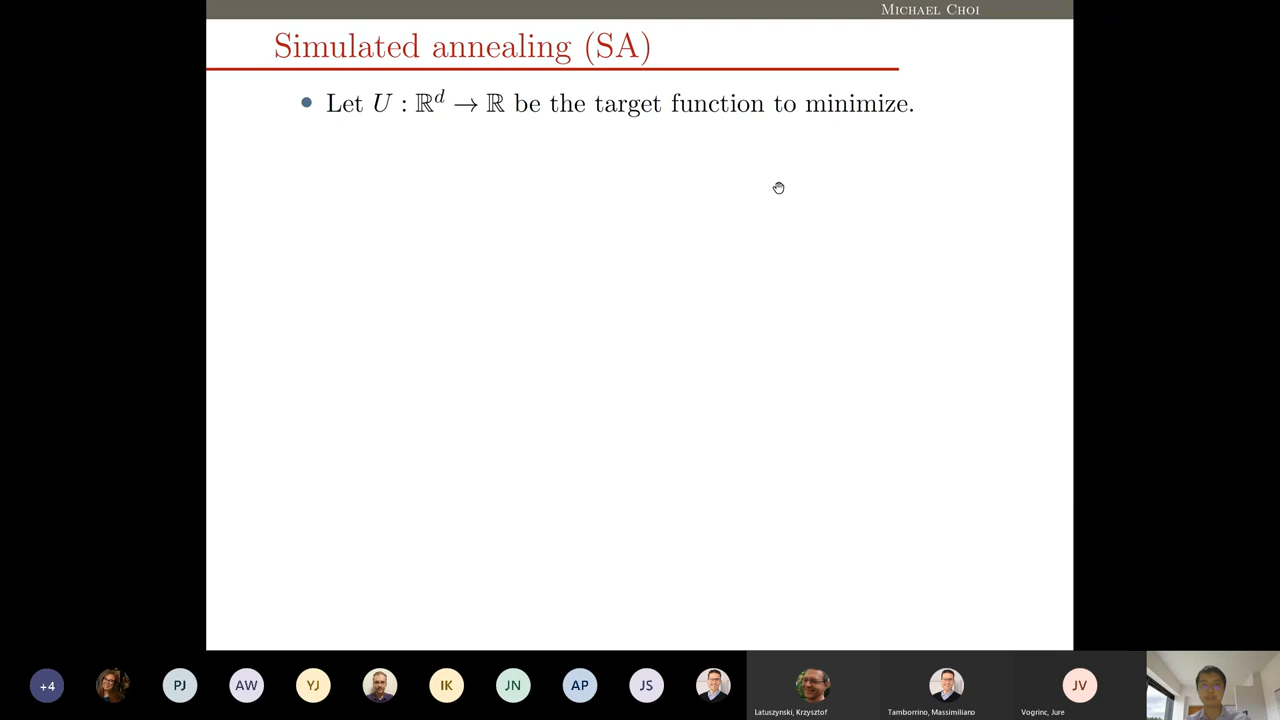 MICHAEL CHOI
Simulated annealing (SA)
• Let U : ℝᵈ → ℝ be the target function to minimize.
+4 PJ AW YJ IK JN AP JS JV
Latuszynski, Krzysztof Tamborrino, Massimiliano Vogrinc, Jure